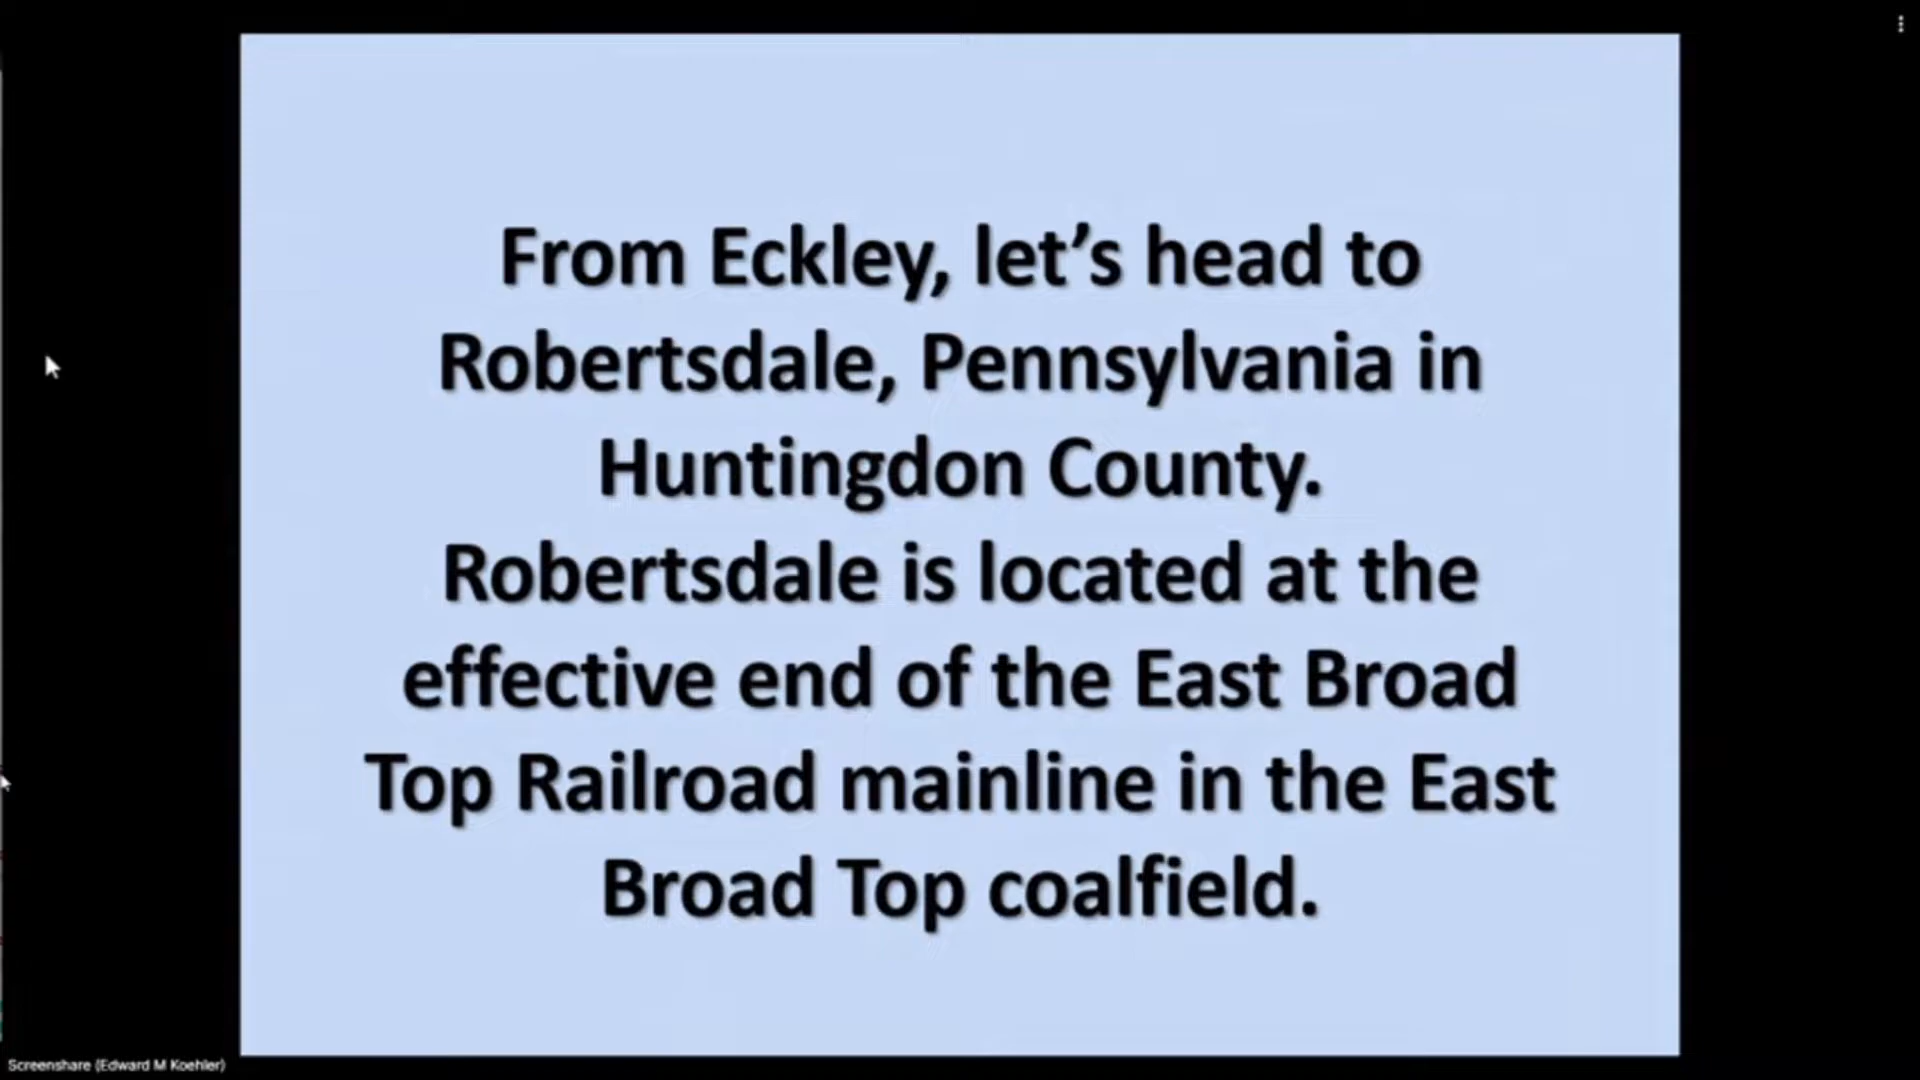 From Eckley, let’s head to
Robertsdale, Pennsylvania in
Huntingdon County.
Robertsdale is located at the
effective end of the East Broad
Top Railroad mainline in the East
Broad Top coalfield.
Screenshare (Edward M Koehler)